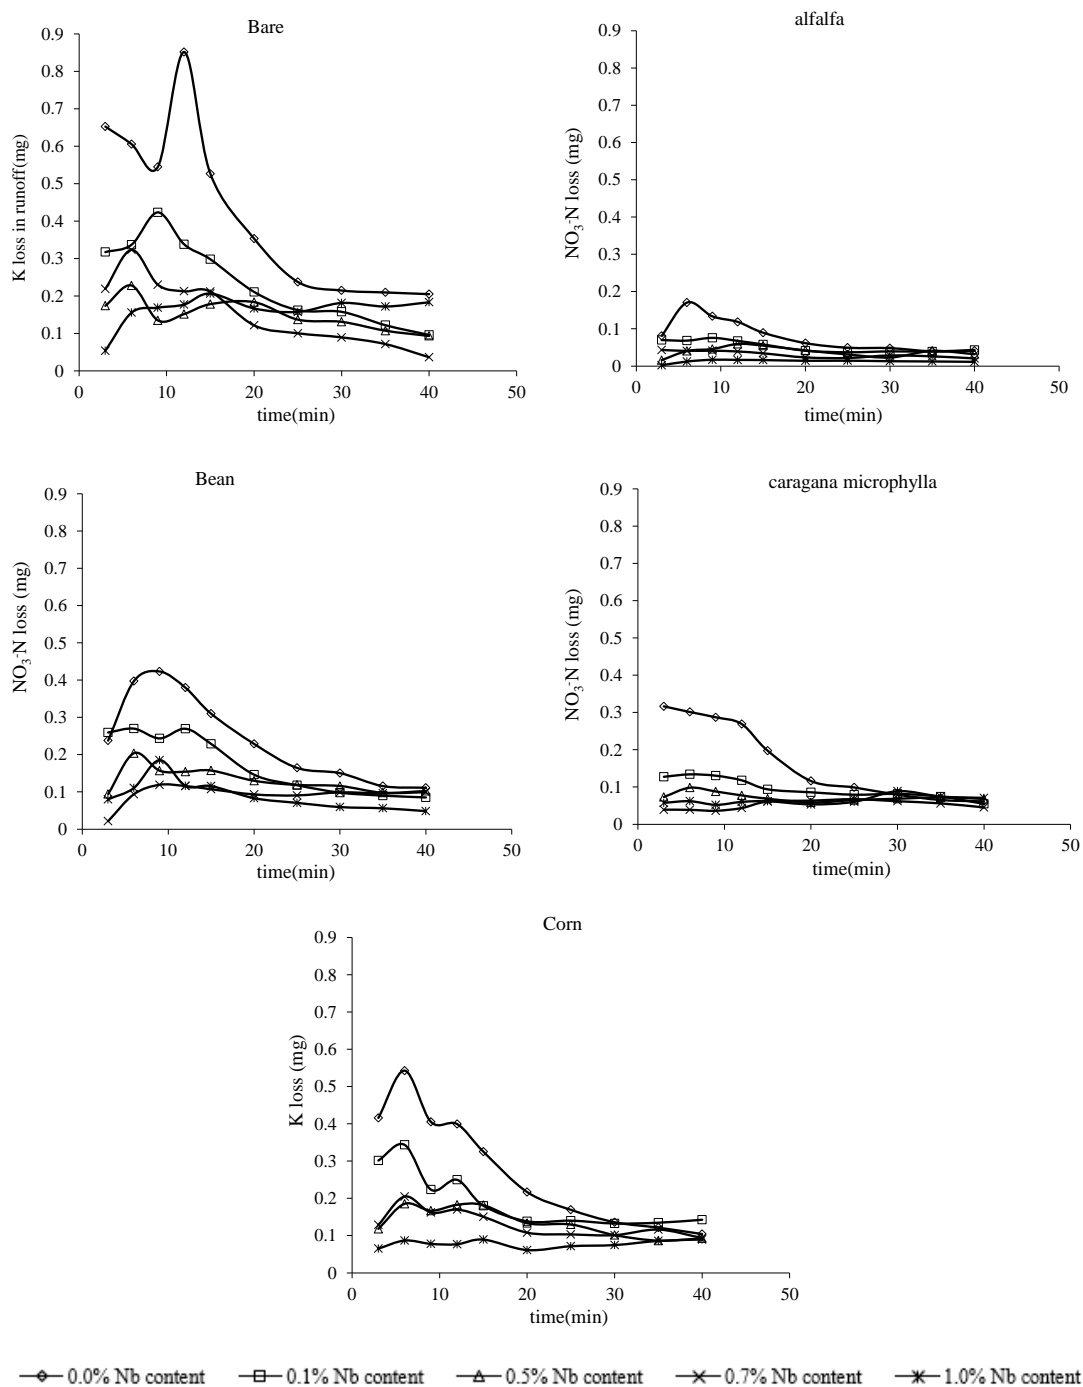 Bare
0.9
0.8
0.7
0.6
0.5
0.4
0.3
0.2
0.1
0
K loss in runoff(mg)
0 10 20 30 40 50
time(min)
alfalfa
0.9
0.8
0.7
0.6
0.5
0.4
0.3
0.2
0.1
0
NO₃⁻N loss (mg)
0 10 20 30 40 50
time(min)
Bean
0.9
0.8
0.7
0.6
0.5
0.4
0.3
0.2
0.1
0
NO₃⁻N loss (mg)
0 10 20 30 40 50
time(min)
caragana microphylla
0.9
0.8
0.7
0.6
0.5
0.4
0.3
0.2
0.1
0
NO₃⁻N loss (mg)
0 10 20 30 40 50
time(min)
Corn
0.9
0.8
0.7
0.6
0.5
0.4
0.3
0.2
0.1
0
K loss (mg)
0 10 20 30 40 50
time(min)
0.0% Nb content 0.1% Nb content 0.5% Nb content 0.7% Nb content 1.0% Nb content